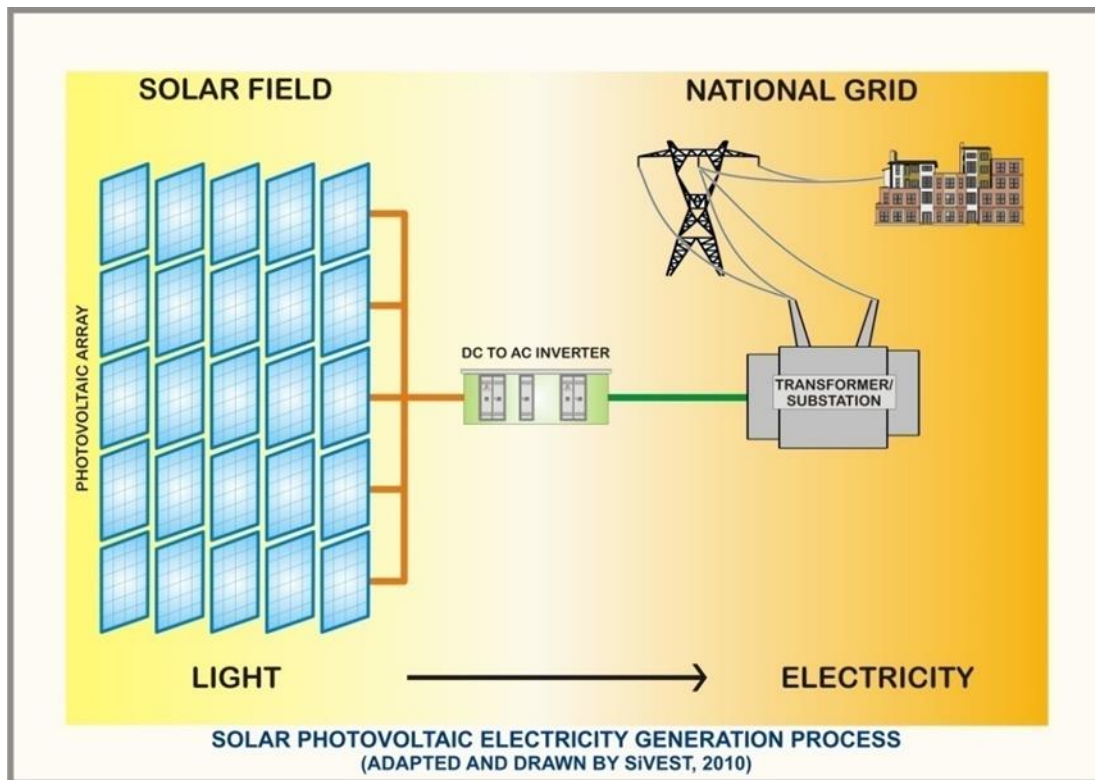 SOLAR FIELD
NATIONAL GRID
PHOTOVOLTAIC ARRAY
DC TO AC INVERTER
TRANSFORMER/
SUBSTATION
LIGHT
ELECTRICITY
SOLAR PHOTOVOLTAIC ELECTRICITY GENERATION PROCESS
(ADAPTED AND DRAWN BY SiVEST, 2010)